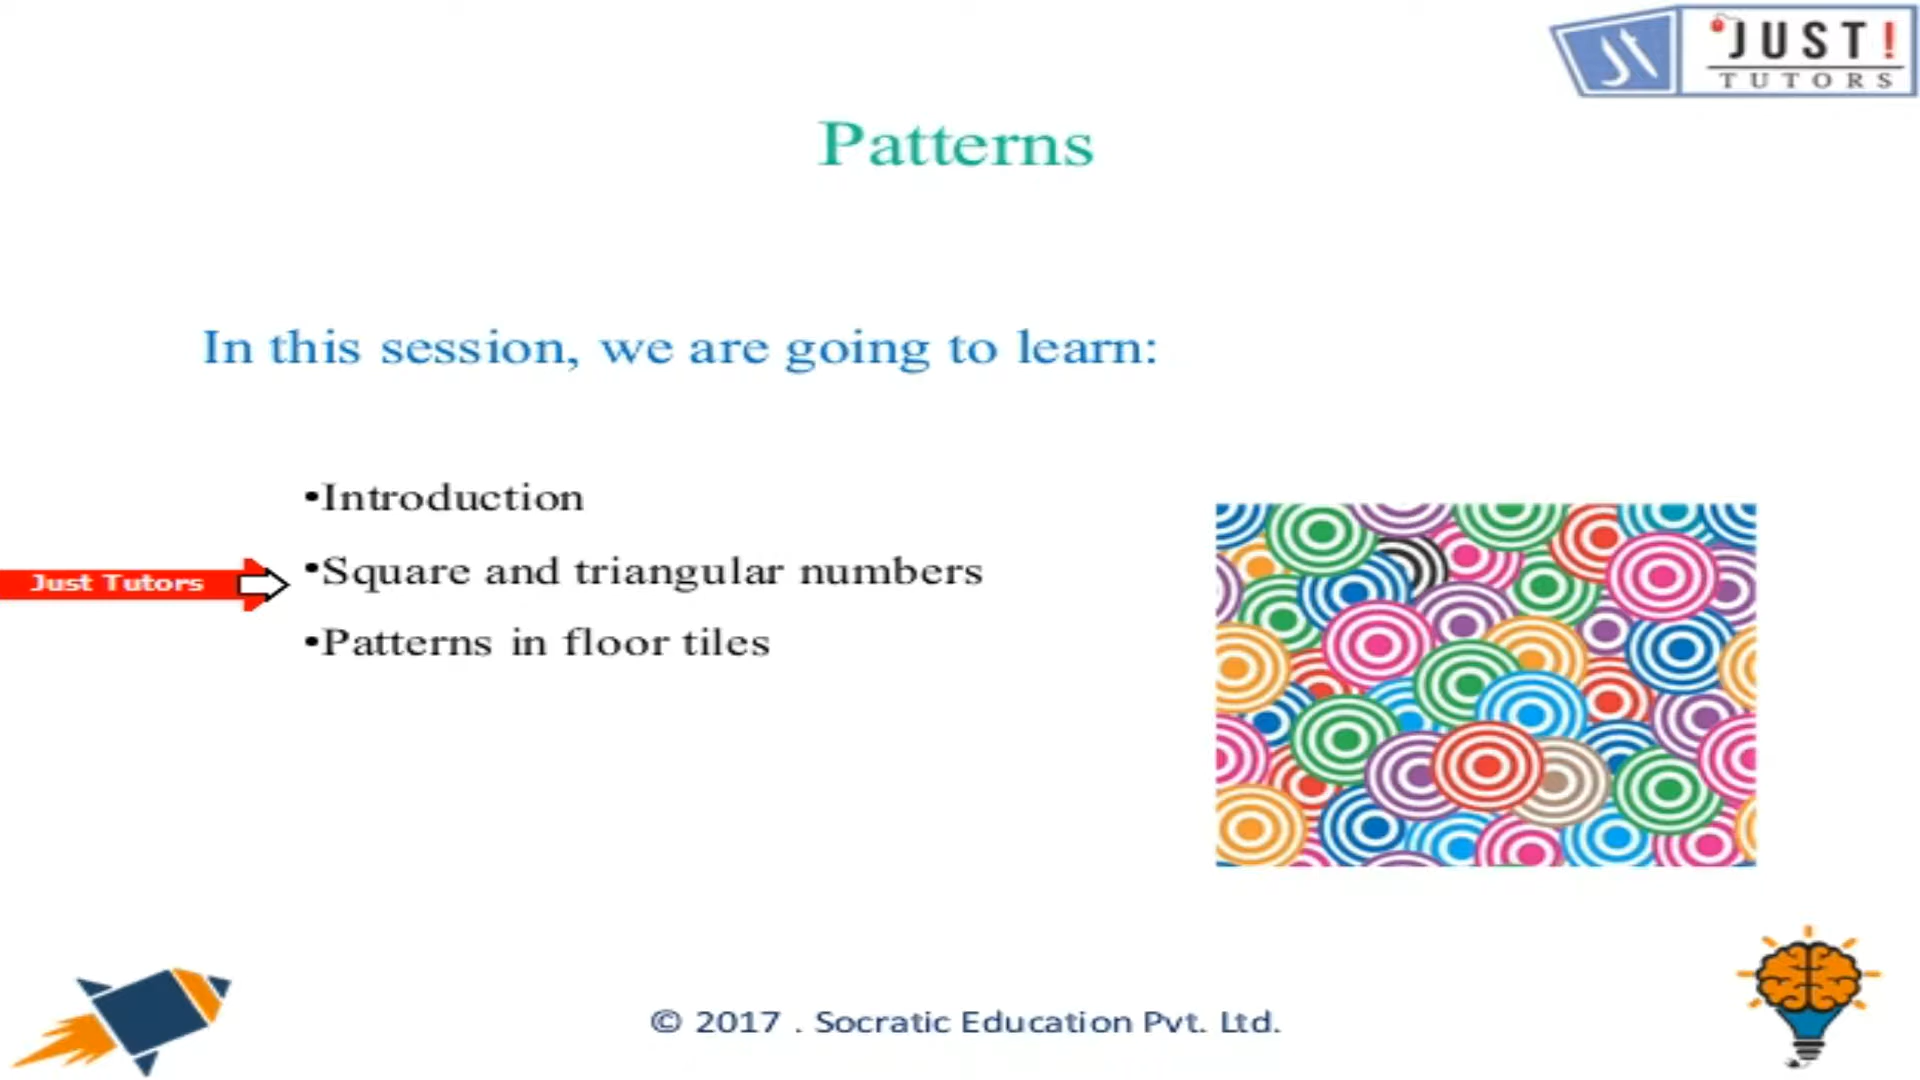 JUST!
TUTORS
Patterns
In this session, we are going to learn:
•Introduction
•Square and triangular numbers
Just Tutors
•Patterns in floor tiles
© 2017 . Socratic Education Pvt. Ltd.